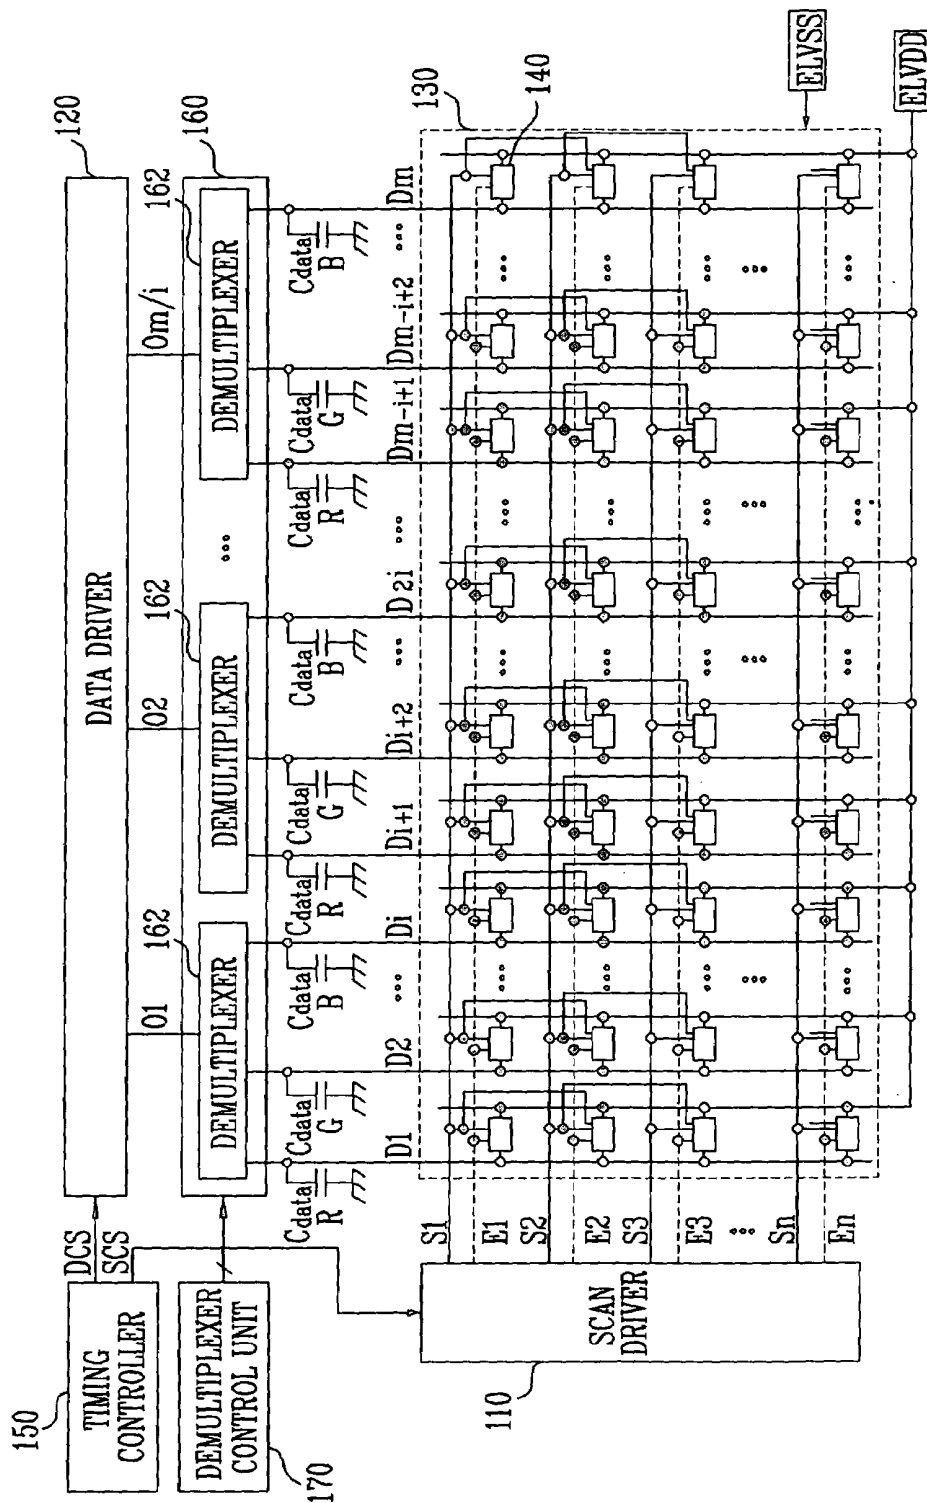 150
TIMING
CONTROLLER
DCS
SCS
DATA DRIVER
120
O1
O2
Om/i
162
162
162
160
DEMULTIPLEXER
DEMULTIPLEXER
...
DEMULTIPLEXER
DEMULTIPLEXER
CONTROL UNIT
170
Cdata
R
Cdata
G
Cdata
B
Cdata
R
Cdata
G
Cdata
B
Cdata
R
Cdata
G
Cdata
B
D1
D2
...
Di
Di+1
Di+2
...
D2i
...
Dm-i+1
Dm-i+2
...
Dm
130
140
S1
E1
S2
E2
S3
E3
...
Sn
En
SCAN
DRIVER
110
ELVSS
ELVDD